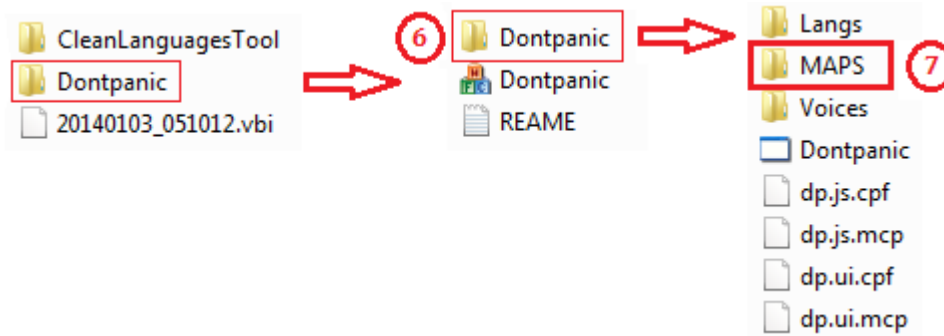 CleanLanguagesTool
Dontpanic
20140103_051012.vbi
6
Dontpanic
Dontpanic
REAME
Langs
MAPS
7
Voices
Dontpanic
dp.js.cpf
dp.js.mcp
dp.ui.cpf
dp.ui.mcp